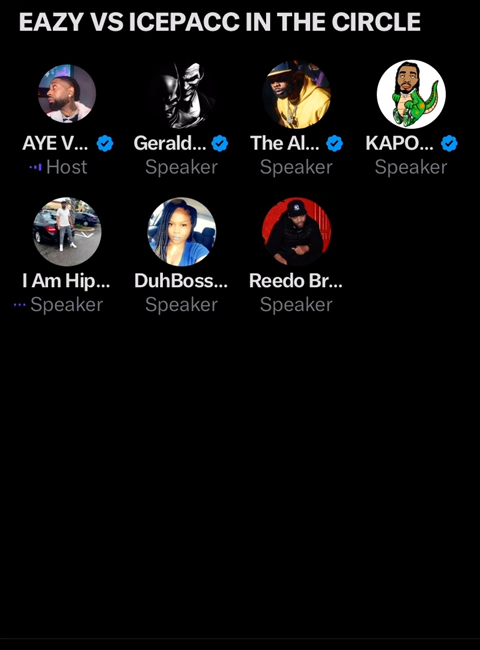 EAZY VS ICEPACC IN THE CIRCLE
AYE V... Gerald... The Al... KAPO...
Host Speaker Speaker Speaker
I Am Hip... DuhBoss... Reedo Br...
Speaker Speaker Speaker